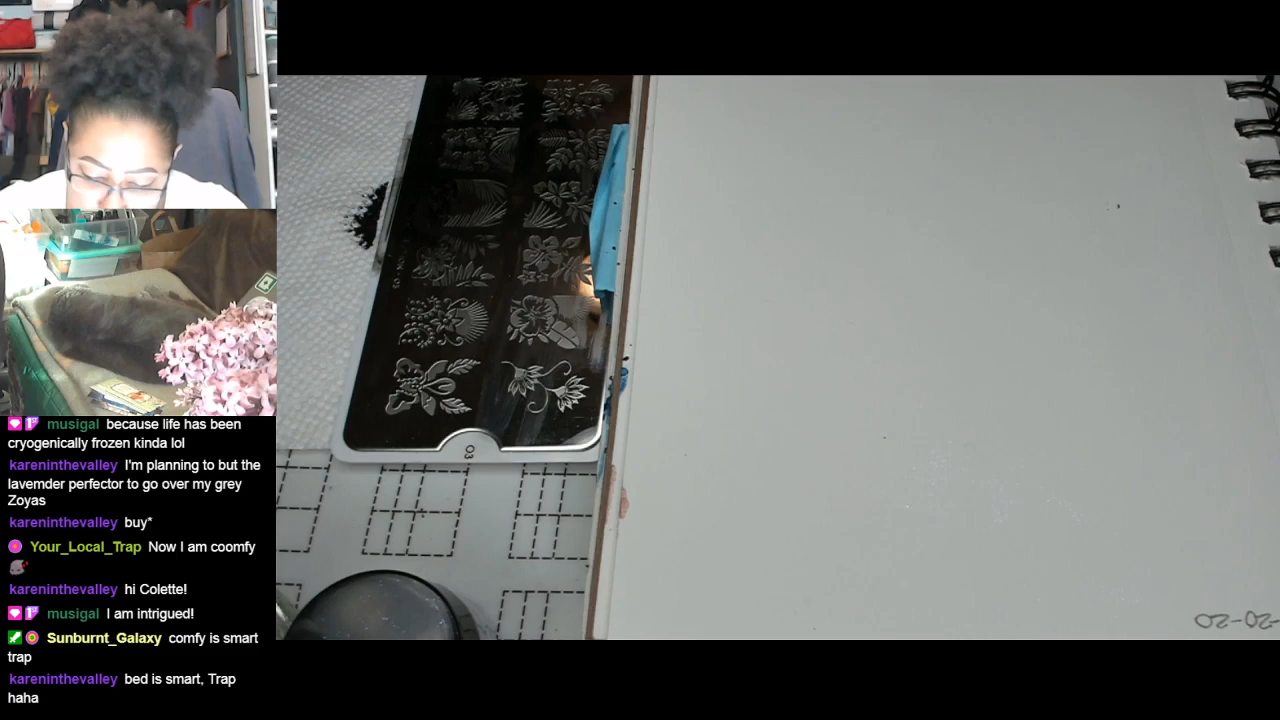 musigal because life has been
cryogenically frozen kinda lol
kareninthevalley I'm planning to but the
lavemder perfector to go over my grey
Zoyas
kareninthevalley buy*
Your_Local_Trap Now I am coomfy
kareninthevalley hi Colette!
musigal I am intrigued!
Sunburnt_Galaxy comfy is smart
trap
kareninthevalley bed is smart, Trap
haha
03
02-02-